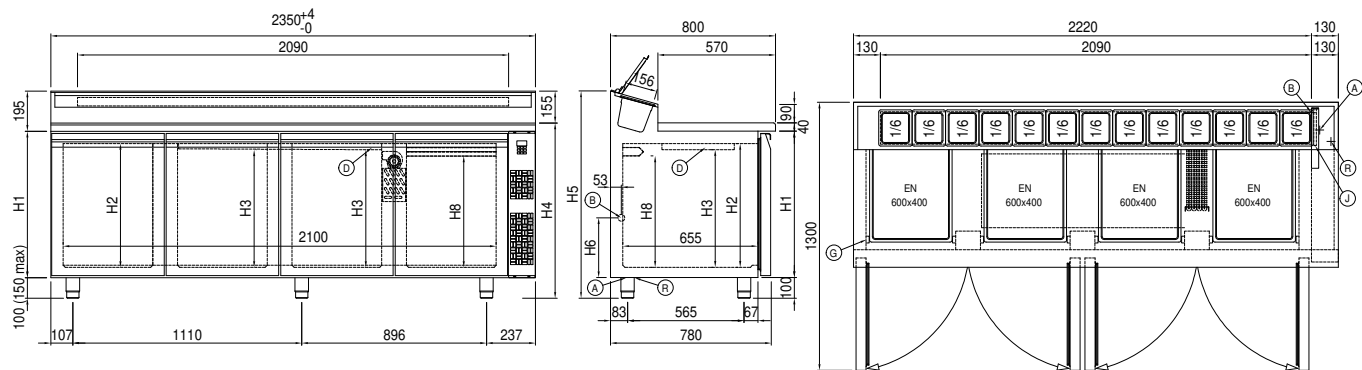 2350 +4 -0
2090
195
155
H1
H2
H3
D
H3
H8
H4
2100
100 (150 max)
107
1110
896
237
800
570
156
90
40
H5
53
B
H6
H8
D
H3
H2
H1
655
A
R
100
83
565
67
780
2220
130
130
2090
130
B
A
1/6
1/6
1/6
1/6
1/6
1/6
1/6
1/6
1/6
1/6
1/6
1/6
1/6
R
J
EN
600x400
EN
600x400
EN
600x400
EN
600x400
G
1300